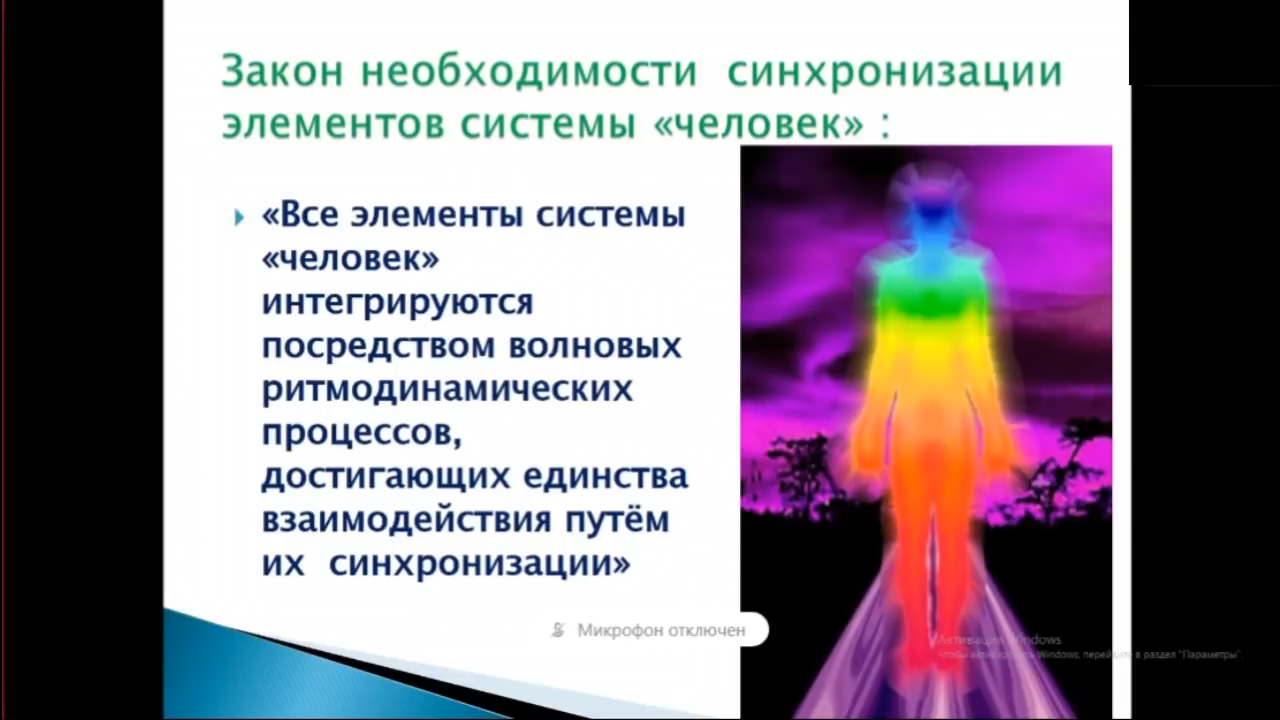 Закон необходимости синхронизации
элементов системы «человек» :
«Все элементы системы
«человек»
интегрируются
посредством волновых
ритмодинамических
процессов,
достигающих единства
взаимодействия путём
их синхронизации»
Микрофон отключен
Активация Windows
Чтобы активировать Windows, перейдите в раздел "Параметры".